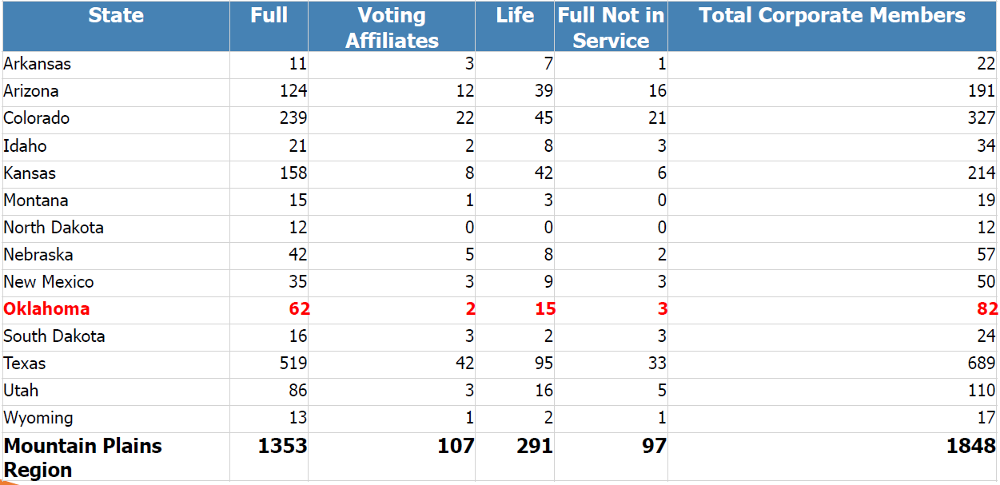 State Full Voting Affiliates Life Full Not in Service Total Corporate Members
Arkansas 11 3 7 1 22
Arizona 124 12 39 16 191
Colorado 239 22 45 21 327
Idaho 21 2 8 3 34
Kansas 158 8 42 6 214
Montana 15 1 3 0 19
North Dakota 12 0 0 0 12
Nebraska 42 5 8 2 57
New Mexico 35 3 9 3 50
Oklahoma 62 2 15 3 82
South Dakota 16 3 2 3 24
Texas 519 42 95 33 689
Utah 86 3 16 5 110
Wyoming 13 1 2 1 17
Mountain Plains Region 1353 107 291 97 1848